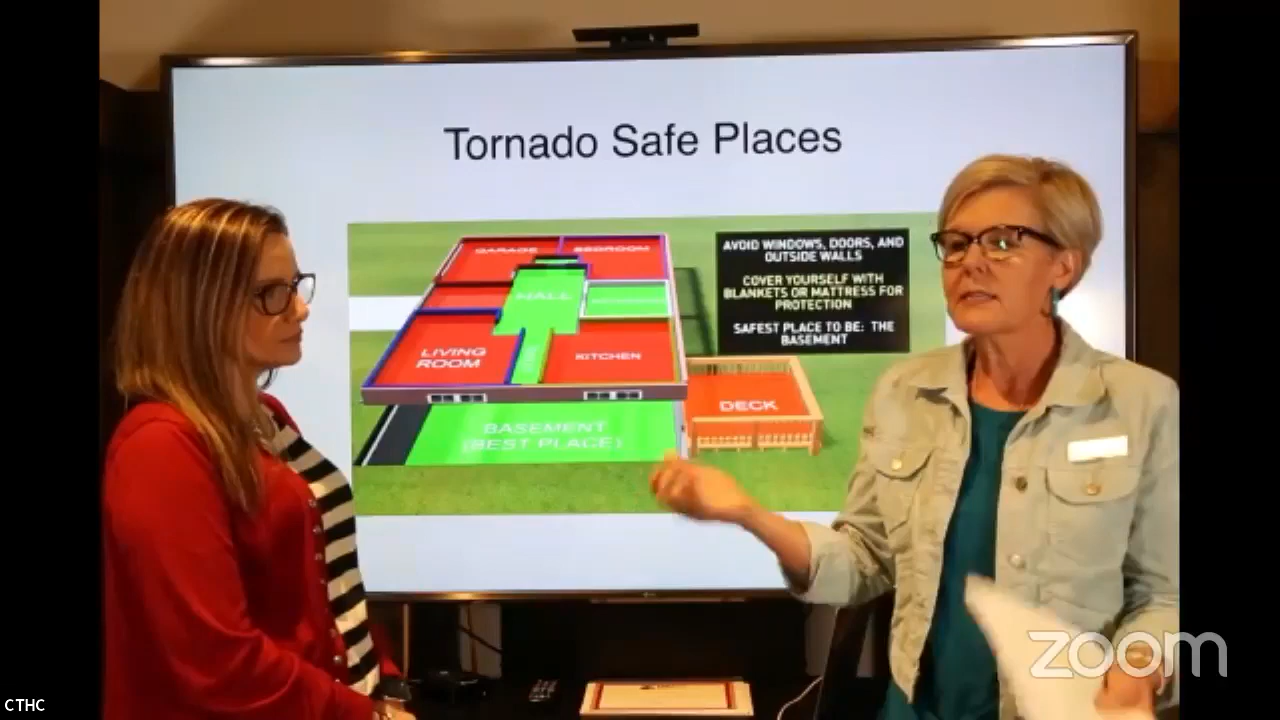 Tornado Safe Places
GARAGE
BEDROOM
HALL
LIVING
ROOM
KITCHEN
DECK
BASEMENT
(BEST PLACE)
AVOID WINDOWS, DOORS, AND
OUTSIDE WALLS
COVER YOURSELF WITH
BLANKETS OR MATTRESS FOR
PROTECTION
SAFEST PLACE TO BE: THE
BASEMENT
zoom
CTHC